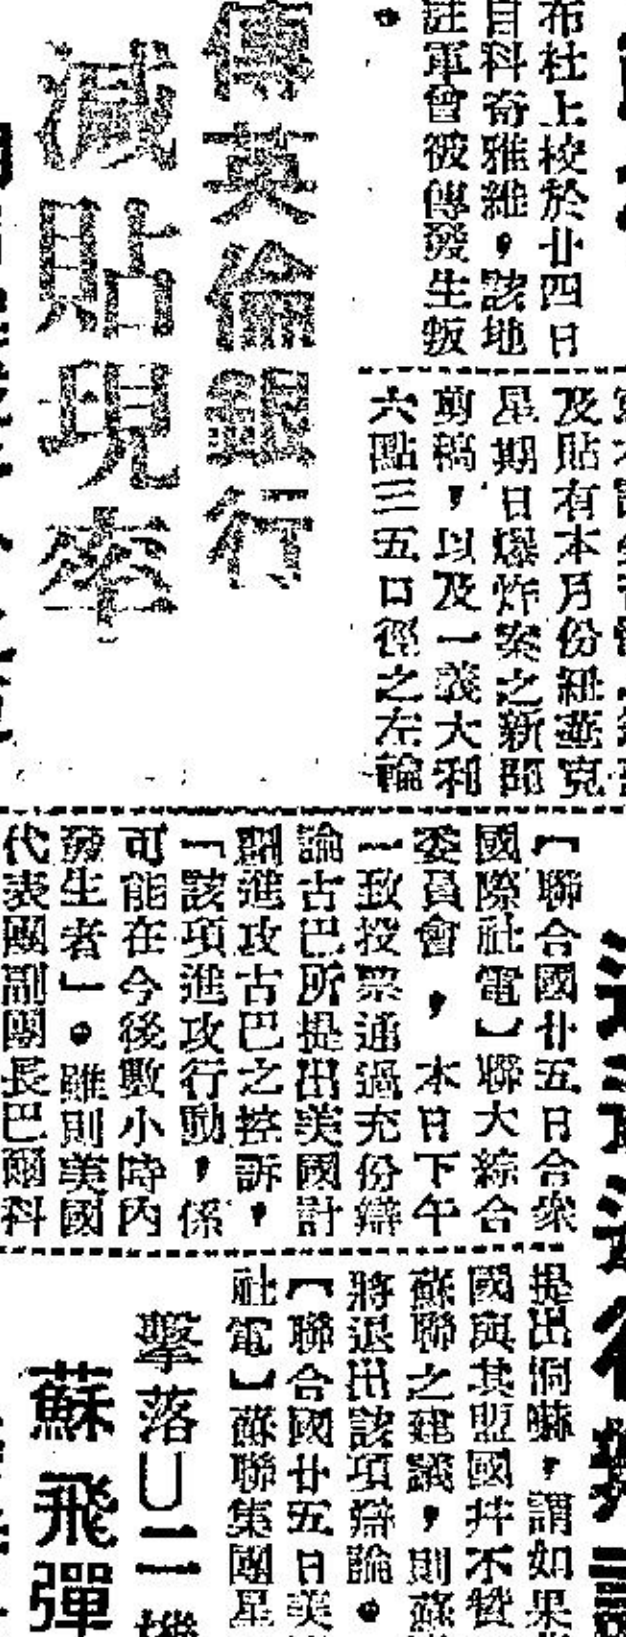 布杜上校於廿四日
自科奇雅維，該地
註軍曾被傳發生叛
。
及貼有本月份紐華克
星期日爆炸案之新聞
剪稿，以及一義大利
六點三五口徑之左輪
傳英倫銀行
減貼現率
【聯合國廿五日合衆
國際社電】聯大綜合
委員會，本日下午
一致投票通過充份辯
論古巴所提出美國計
劃進攻古巴之控訴，
「該項進攻行動，係
可能在今後數小時內
發生者」。雖則美國
代表團副團長巴爾科
提出恫嚇，謂如果
國與其盟國拌不贊
蘇聯之建議，則蘇
將退出該項辯論。
【聯合國廿五日美
社電】蘇聯集團星
擊落U二機
蘇飛彈